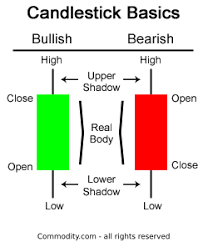 Candlestick Basics
Bullish Bearish
High High
Upper
Shadow
Close Open
Real
Body
Open Close
Lower
Shadow
Low Low
Commodity.com - all rights reserved